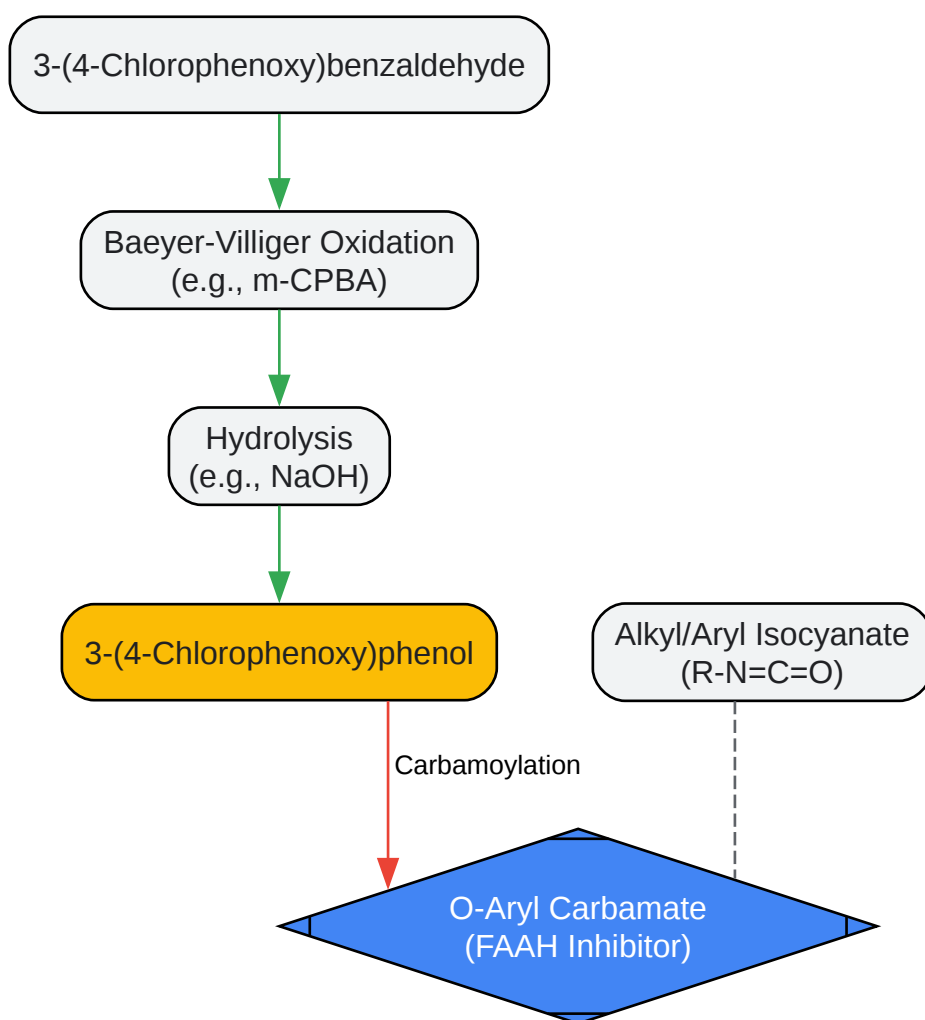 3-(4-Chlorophenoxy)benzaldehyde
Baeyer-Villiger Oxidation
(e.g., m-CPBA)
Hydrolysis
(e.g., NaOH)
3-(4-Chlorophenoxy)phenol
Alkyl/Aryl Isocyanate
(R-N=C=O)
Carbamoylation
O-Aryl Carbamate
(FAAH Inhibitor)